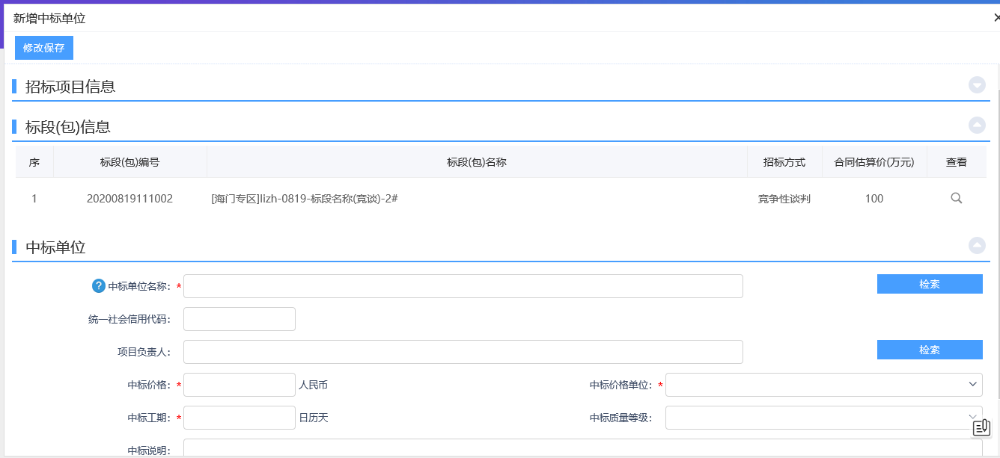 新增中标单位
修改保存
招标项目信息
标段(包)信息
序 标段(包)编号 标段(包)名称 招标方式 合同估算价(万元) 查看
1 20200819111002 [海门专区]lizh-0819-标段名称(竞谈)-2# 竞争性谈判 100
中标单位
? 中标单位名称: * 检索
统一社会信用代码:
项目负责人: 检索
中标价格: * 人民币 中标价格单位: *
中标工期: * 日历天 中标质量等级:
中标说明: